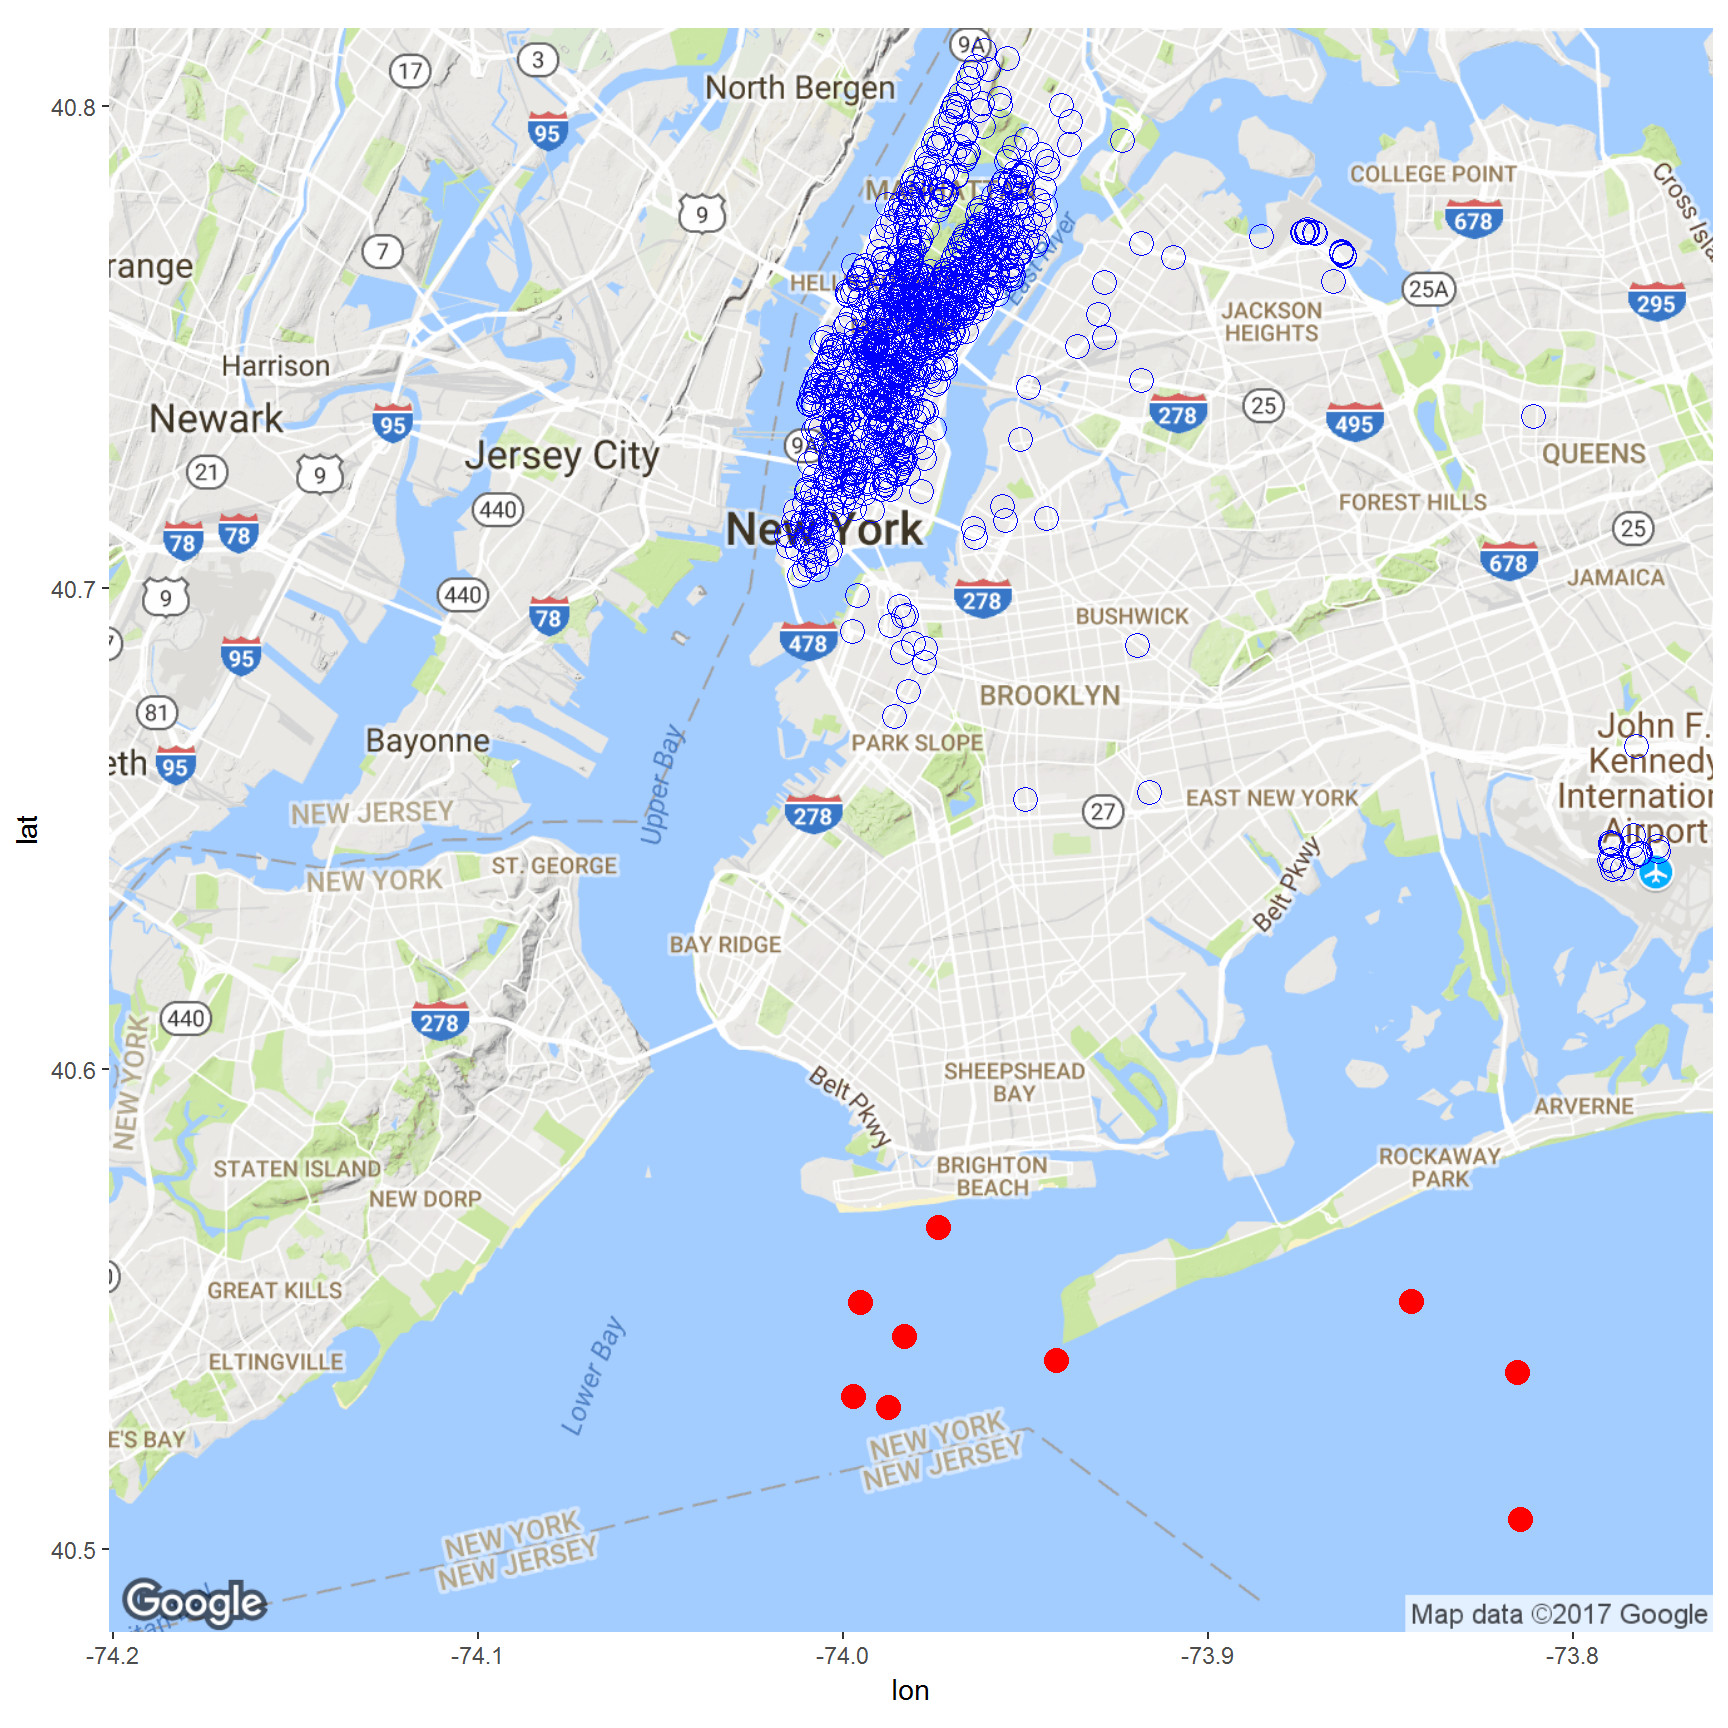 9A
3
17
North Bergen
40.8
95
COLLEGE POINT
Cross Isla
9
678
7
East River
range
HELL
25A
JACKSON
HEIGHTS
295
Harrison
Newark
95
278
25
495
Jersey City
9
QUEENS
21
9
FOREST HILLS
440
New York
25
78
78
678
JAMAICA
40.7
9
440
278
78
BUSHWICK
478
95
BROOKLYN
81
John F.
Kennedy
Internation
Airport
Bayonne
PARK SLOPE
eth
95
Upper Bay
EAST NEW YORK
NEW JERSEY
278
27
lat
ST. GEORGE
NEW YORK
Belt Pkwy
BAY RIDGE
440
278
NEW YORK
40.6
SHEEPSHEAD
BAY
Belt Pkwy
ARVERNE
STATEN ISLAND
BRIGHTON
BEACH
ROCKAWAY
PARK
NEW DORP
GREAT KILLS
Lower Bay
ELTINGVILLE
E'S BAY
NEW YORK
NEW JERSEY
40.5
NEW YORK
NEW JERSEY
Google
Map data ©2017 Google
-74.2
-74.1
-74.0
-73.9
-73.8
lon